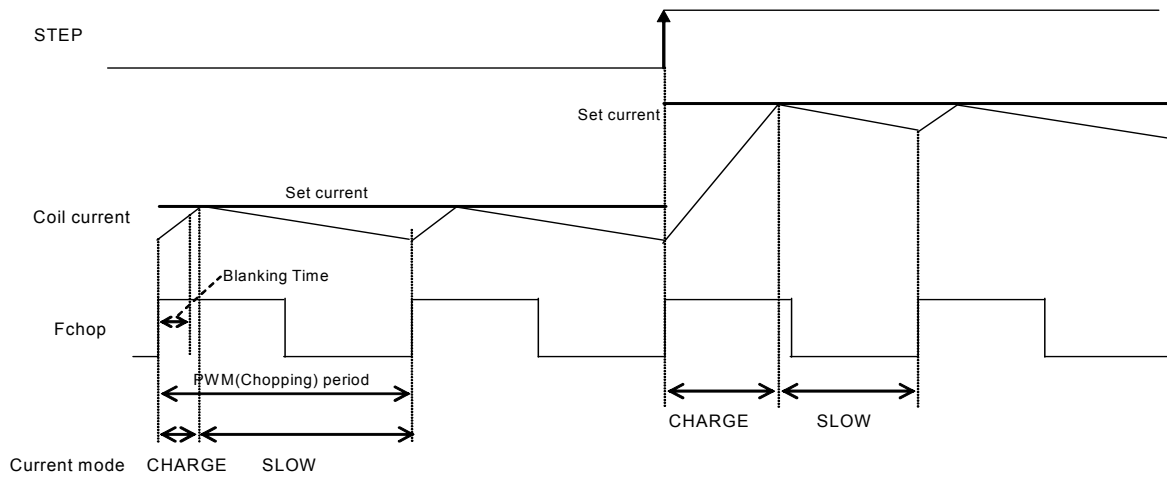 STEP
Set current
Set current
Coil current
Blanking Time
Fchop
PWM(Chopping) period
CHARGE SLOW
Current mode CHARGE SLOW